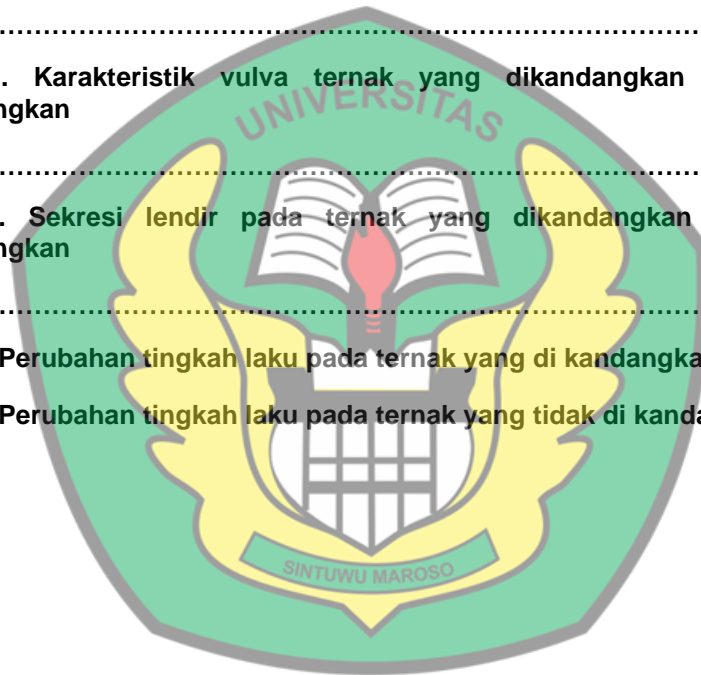 ……………………………………………………………………
. Karakteristik vulva ternak yang dikandangkan
ngkan
UNIVERSITAS
……………………………………………………………………
. Sekresi lendir pada ternak yang dikandangkan
ngkan
……………………………………………………………………
Perubahan tingkah laku pada ternak yang di kandangka
Perubahan tingkah laku pada ternak yang tidak di kanda
SINTUWU MAROSO